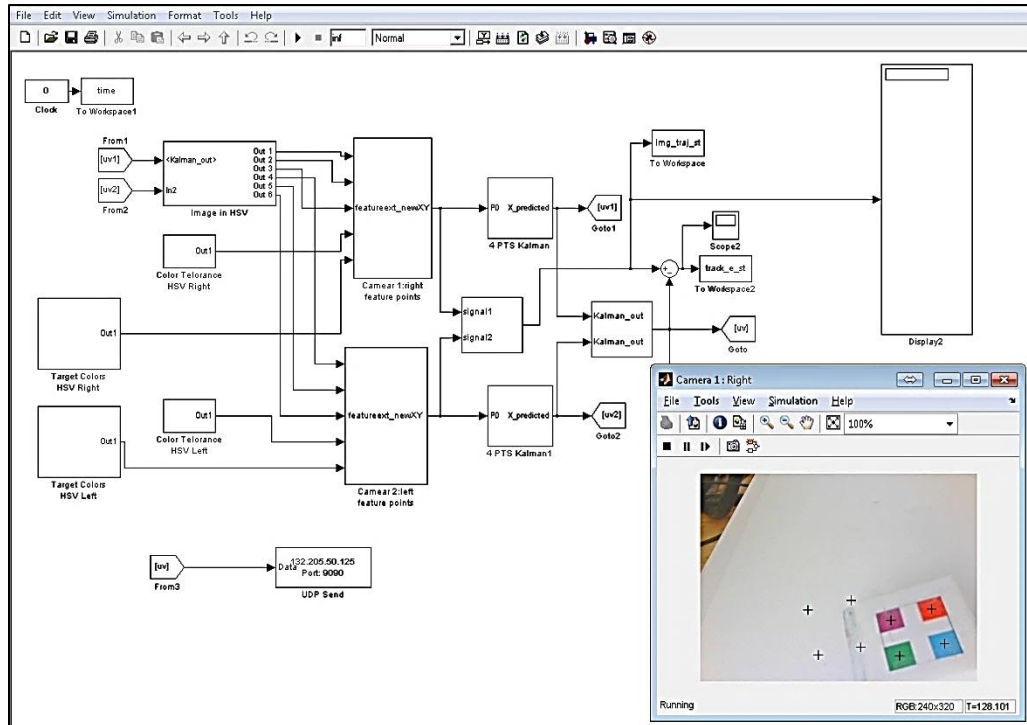 File Edit View Simulation Format Tools Help
inf Normal
0
Clock
time
To Workspace1
From1
[uv1]
[uv2]
From2
<Kalman_out>
In2
Out 1
Out 2
Out 3
Out 4
Out 5
Out 6
Image in HSV
Out1
Color Telorance
HSV Right
Out1
Target Colors
HSV Right
Out1
Color Telorance
HSV Left
Out1
Target Colors
HSV Left
featureext_newXY
Camear 1:right
feature points
featureext_newXY
Camear 2:left
feature points
P0 X_predicted
4 PTS Kalman
[uv1]
Goto1
signal1
signal2
P0 X_predicted
4 PTS Kalman1
[uv2]
Goto2
Kalman_out
Kalman_out
Img_traj_st
To Workspace
Scope2
+_
track_e_st
To Workspace2
[uv]
Goto
Display2
[uv]
From3
Data
132.205.50.125
Port: 9090
UDP Send
Camera 1 : Right
File Tools View Simulation Help
100%
Running RGB:240x320 T=128.101